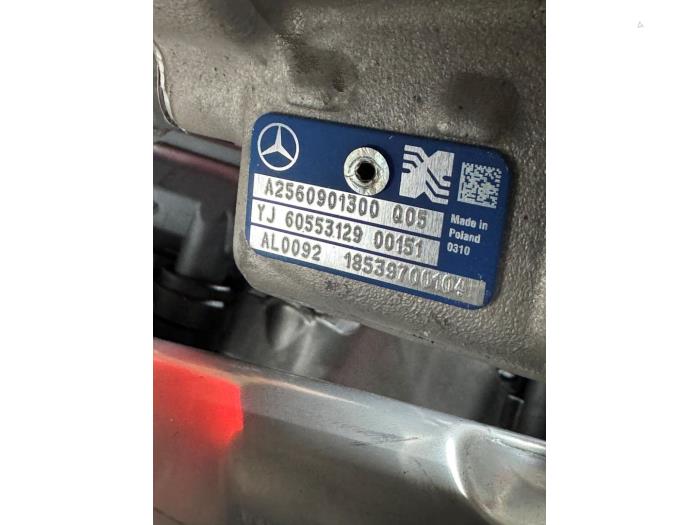 A2560901300 Q05
YJ 60553129 00151
AL0092 18539700104
Made in
Poland
0310